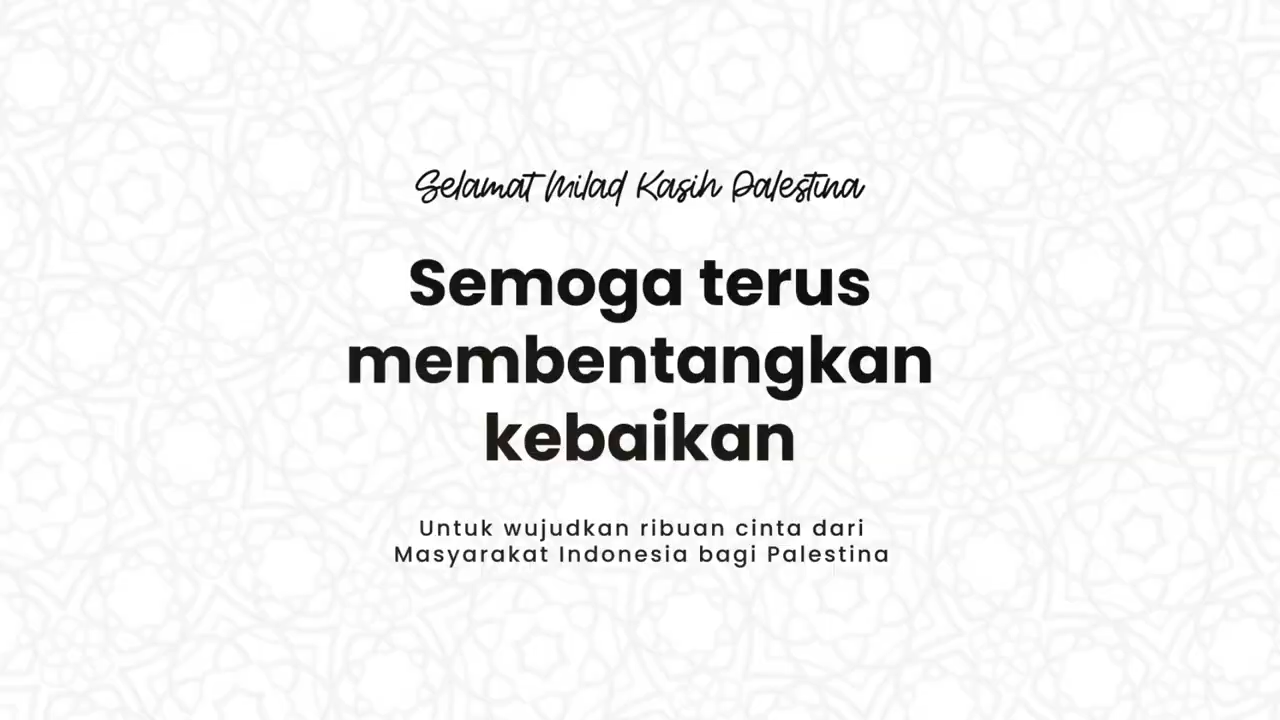 Selamat Milad Kasih Palestina
Semoga terus
membentangkan
kebaikan
Untuk wujudkan ribuan cinta dari
Masyarakat Indonesia bagi Palestina